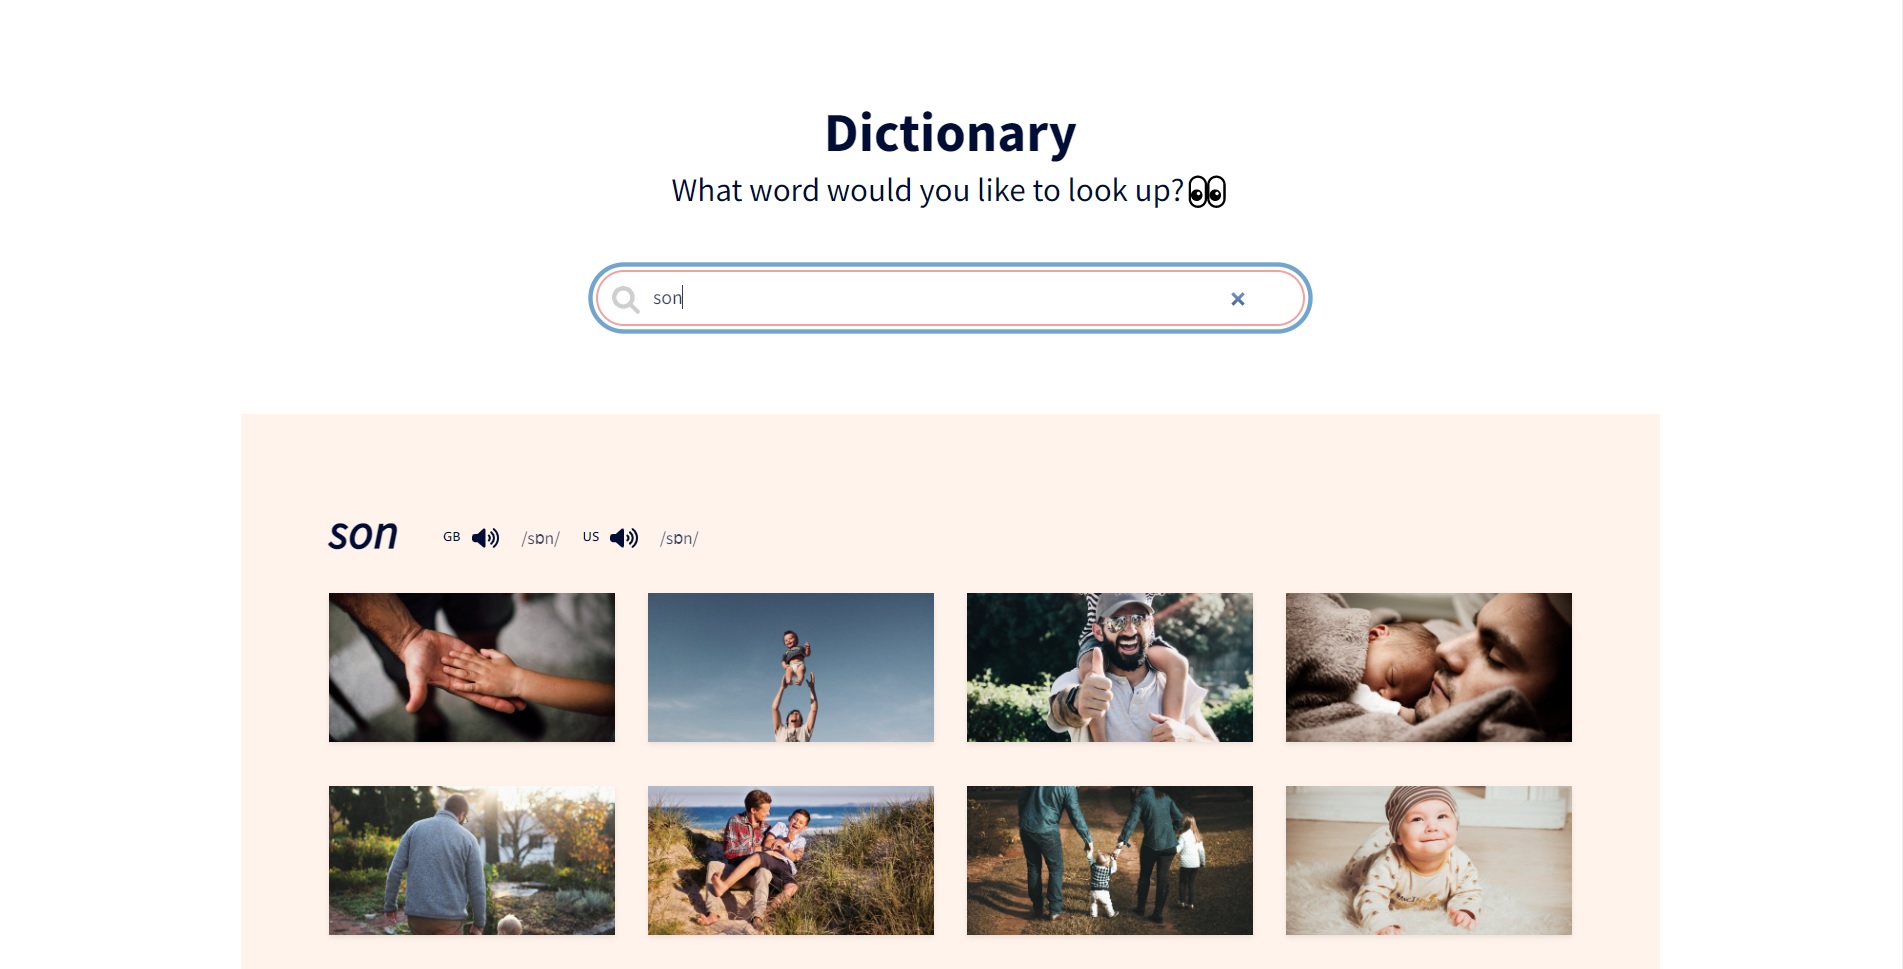 Dictionary
What word would you like to look up?👀
son
son GB /sɒn/ US /sɒn/